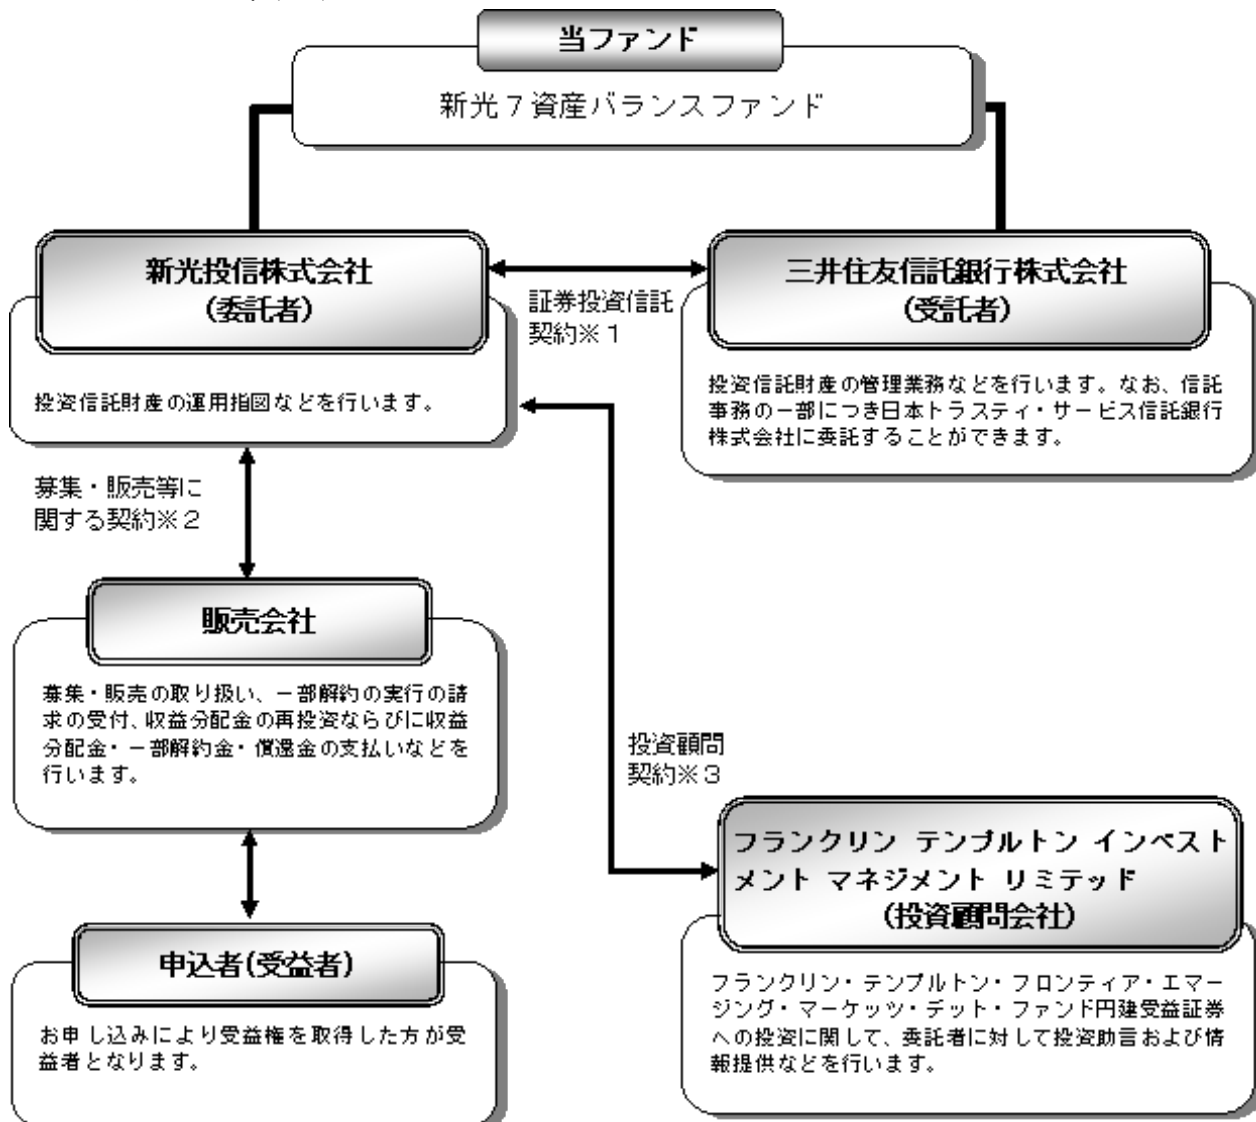 当ファンド
新光７資産バランスファンド
新光投信株式会社
(委託者)
投資信託財産の運用指図などを行います。
証券投資信託
契約※１
三井住友信託銀行株式会社
(受託者)
投資信託財産の管理業務などを行います。なお、信託
事務の一部につき日本トラスティ・サービス信託銀行
株式会社に委託することができます。
募集・販売等に
関する契約※２
販売会社
募集・販売の取り扱い、一部解約の実行の請
求の受付、収益分配金の再投資ならびに収益
分配金・一部解約金・償還金の支払いなどを
行います。
投資顧問
契約※３
フランクリン テンプルトン インベスト
メント マネジメント リミテッド
(投資顧問会社)
フランクリン・テンプルトン・フロンティア・エマー
ジング・マーケッツ・デット・ファンド円建受益証券
への投資に関して、委託者に対して投資助言および情
報提供などを行います。
申込者(受益者)
お申し込みにより受益権を取得した方が受
益者となります。